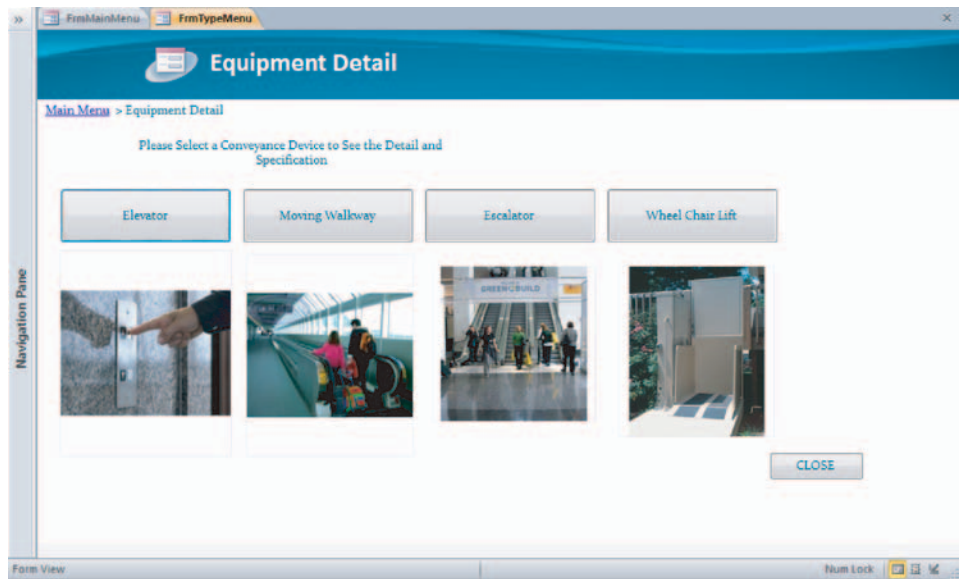 »
FrmMainMenu FrmTypeMenu
Equipment Detail
Main Menu > Equipment Detail
Please Select a Conveyance Device to See the Detail and
Specification
Elevator Moving Walkway Escalator Wheel Chair Lift
GREENBUILD
Navigation Pane
CLOSE
Form View Num Lock